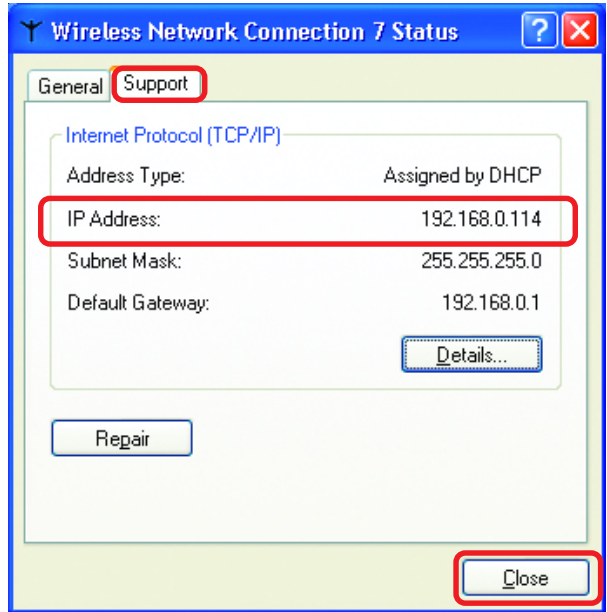 Wireless Network Connection 7 Status
?
General Support
Internet Protocol (TCP/IP)
Address Type: Assigned by DHCP
IP Address: 192.168.0.114
Subnet Mask: 255.255.255.0
Default Gateway: 192.168.0.1
Details...
Repair
Close